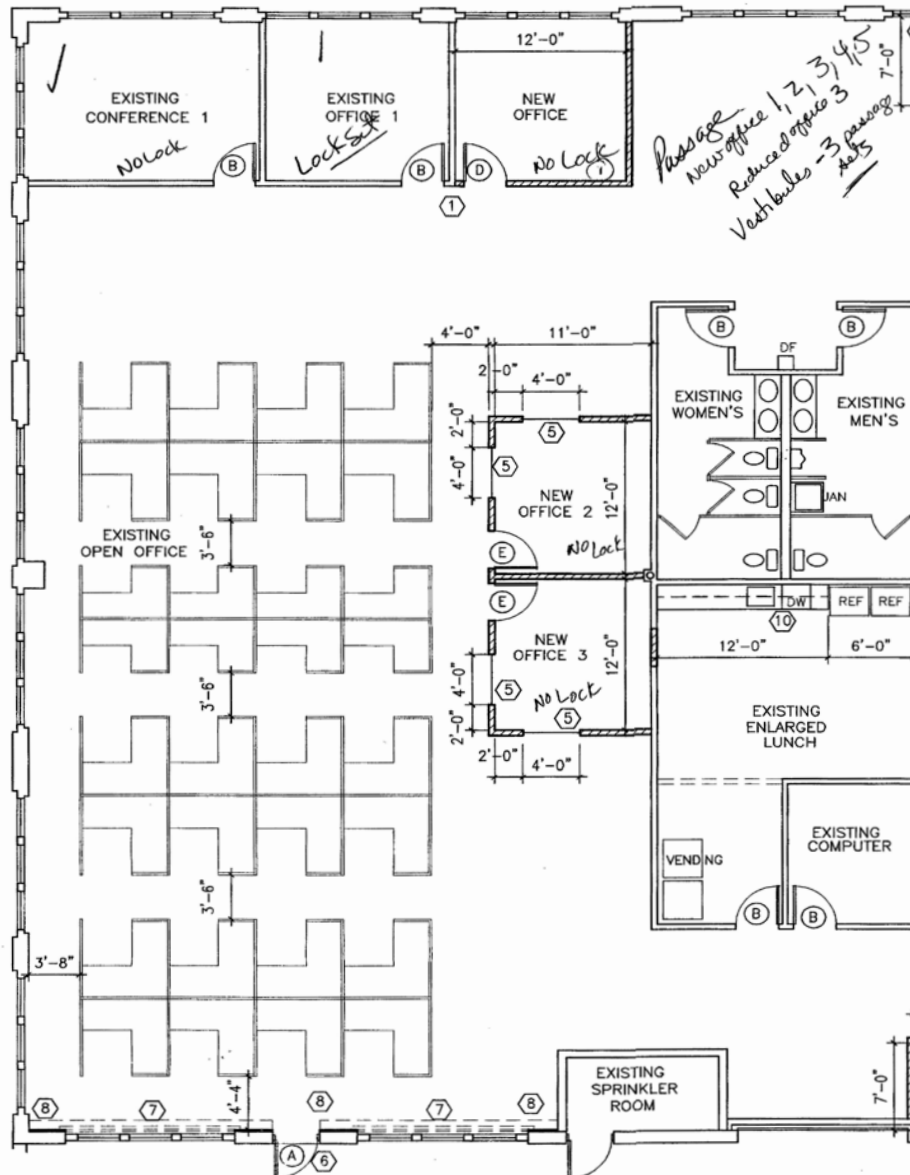 12'-0"
7'-0"
EXISTING
CONFERENCE 1
No Lock
B
EXISTING
OFFICE 1
Lock Set
B
NEW
OFFICE
No Lock
1
D
1
Passage
New office 1, 2, 3, 4, 5
Reduced office 3
Vestibules - 3 passage
sets
4'-0"
11'-0"
2'-0"
4'-0"
B
B
DF
EXISTING
WOMEN'S
EXISTING
MEN'S
JAN
2'-0"
5
5
4'-0"
NEW
OFFICE 2
12'-0"
No Lock
E
EXISTING
OPEN OFFICE
3'-6"
E
NEW
OFFICE 3
12'-0"
No Lock
4'-0"
5
5
2'-0"
2'-0"
4'-0"
3'-6"
DW
REF
REF
10
12'-0"
6'-0"
EXISTING
ENLARGED
LUNCH
EXISTING
COMPUTER
VENDING
B
B
3'-6"
3'-8"
4'-4"
8
7
8
7
8
A
6
EXISTING
SPRINKLER
ROOM
7'-0"